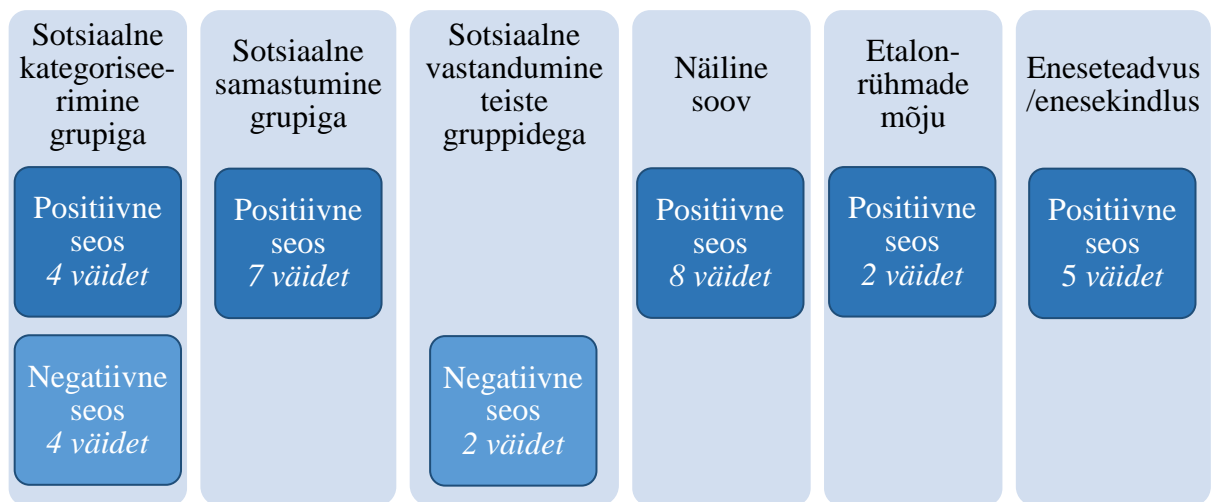 Sotsiaalne
kategorisee-
rimine
grupiga
Positiivne
seos
4 väidet
Negatiivne
seos
4 väidet
Sotsiaalne
samastumine
grupiga
Positiivne
seos
7 väidet
Sotsiaalne
vastandumine
teiste
gruppidega
Negatiivne
seos
2 väidet
Näiline
soov
Positiivne
seos
8 väidet
Etalon-
rühmade
mõju
Positiivne
seos
2 väidet
Eneseteadvus
/enesekindlus
Positiivne
seos
5 väidet